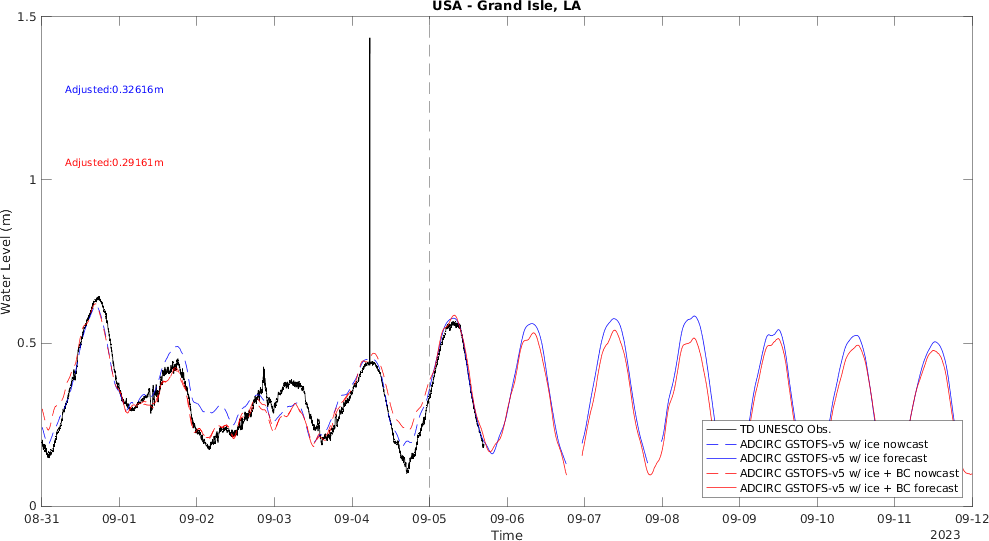 USA - Grand Isle, LA
1.5
Adjusted:0.32616m
Adjusted:0.29161m
1
Water Level (m)
0.5
TD UNESCO Obs.
ADCIRC GSTOFS-v5 w/ ice nowcast
ADCIRC GSTOFS-v5 w/ ice forecast
ADCIRC GSTOFS-v5 w/ ice + BC nowcast
ADCIRC GSTOFS-v5 w/ ice + BC forecast
0
08-31 09-01 09-02 09-03 09-04 09-05 09-06 09-07 09-08 09-09 09-10 09-11 09-12
Time
2023